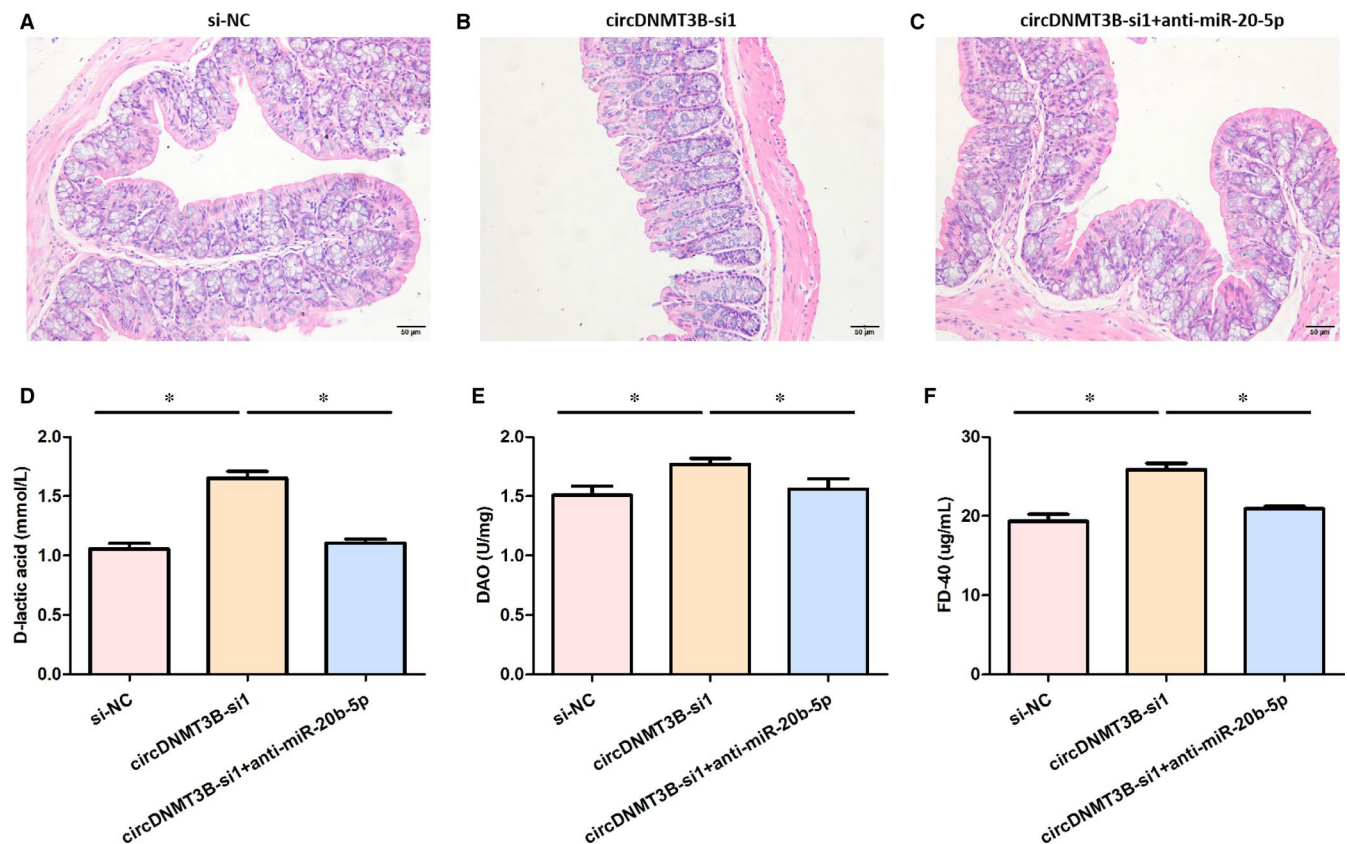 A
si-NC
B
circDNMT3B-si1
C
circDNMT3B-si1+anti-miR-20-5p
50 μm
50 μm
50 μm
D
*
*
D-lactic acid (mmol/L)
2.0
1.5
1.0
0.5
0.0
si-NC
circDNMT3B-si1
circDNMT3B-si1+anti-miR-20b-5p
E
*
*
DAO (U/mg)
2.0
1.5
1.0
0.5
0.0
si-NC
circDNMT3B-si1
circDNMT3B-si1+anti-miR-20b-5p
F
*
*
FD-40 (ug/mL)
30
20
10
0
si-NC
circDNMT3B-si1
circDNMT3B-si1+anti-miR-20b-5p